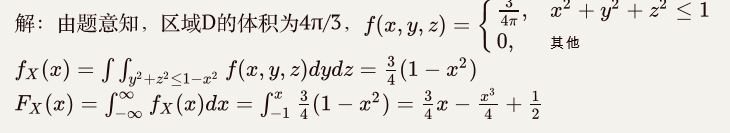 解：由题意知，区域D的体积为4π/3，f(x, y, z) = { 3/4π, x² + y² + z² ≤ 1
0, 其他
f_X(x) = ∫∫_{y²+z²≤1−x²} f(x, y, z)dydz = 3/4(1 − x²)
F_X(x) = ∫_{−∞}^{∞} f_X(x)dx = ∫_{−1}^{x} 3/4(1 − x²) = 3/4x − x³/4 + 1/2